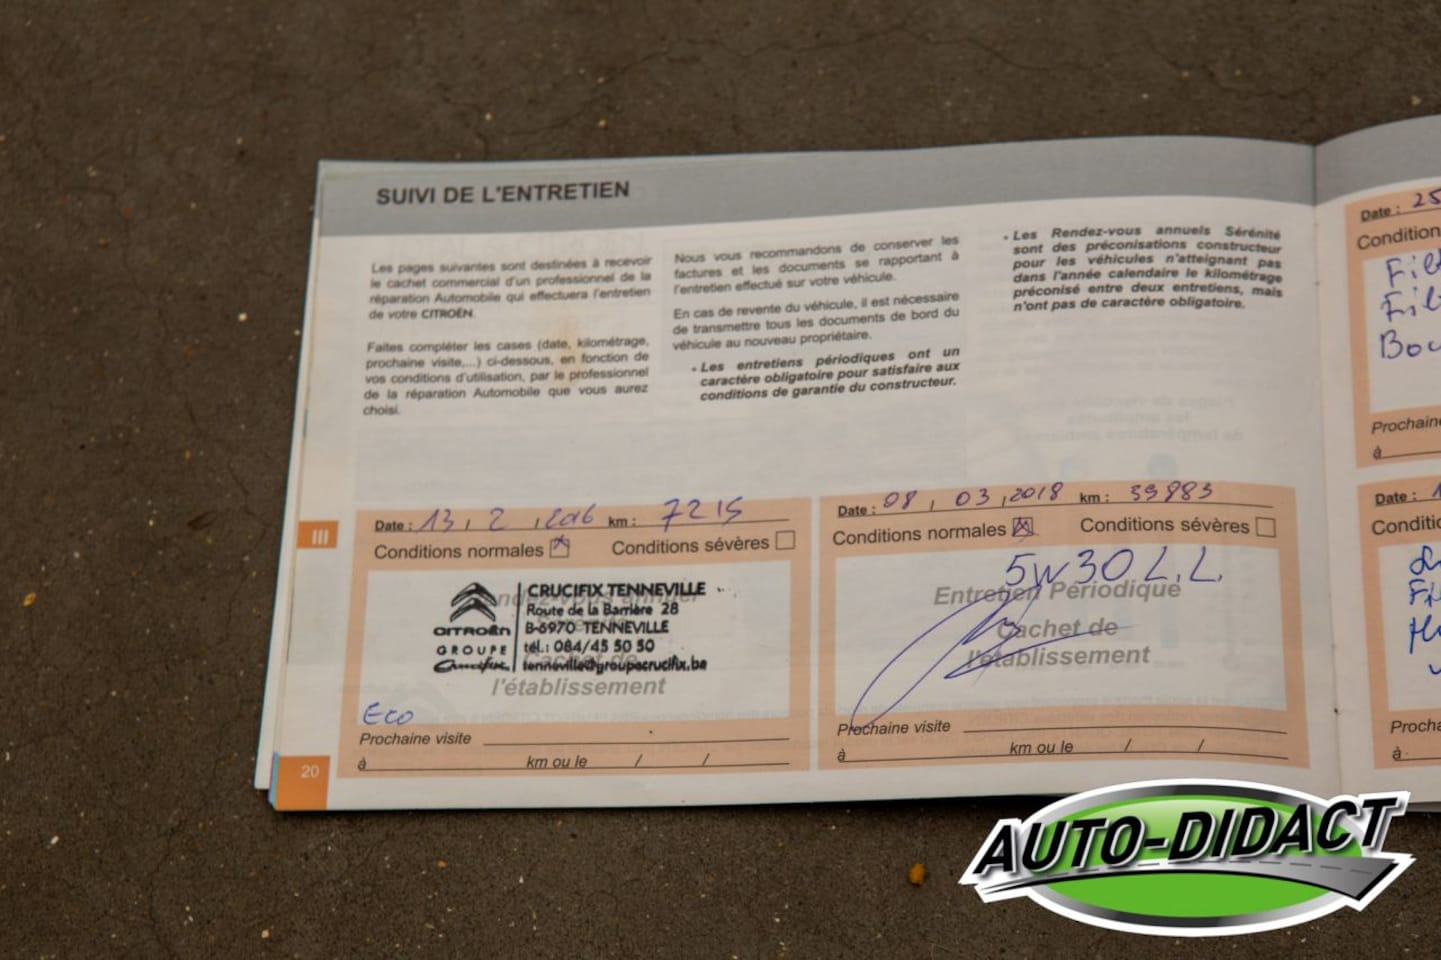 SUIVI DE L'ENTRETIEN
Les pages suivantes sont destinées à recevoir
le cachet commercial d'un professionnel de la
réparation Automobile qui effectuera l'entretien
de votre CITROËN.
Faites compléter les cases (date, kilométrage,
prochaine visite,...) ci-dessous, en fonction de
vos conditions d'utilisation, par le professionnel
de la réparation Automobile que vous aurez
choisi.
Nous vous recommandons de conserver les
factures et les documents se rapportant à
l'entretien effectué sur votre véhicule.
En cas de revente du véhicule, il est nécessaire
de transmettre tous les documents de bord du
véhicule au nouveau propriétaire.
• Les entretiens périodiques ont un
caractère obligatoire pour satisfaire aux
conditions de garantie du constructeur.
• Les Rendez-vous annuels Sérénité
sont des préconisations constructeur
pour les véhicules n'atteignant pas
dans l'année calendaire le kilométrage
préconisé entre deux entretiens, mais
n'ont pas de caractère obligatoire.
III
Date : 13 / 2 / 2016 km : 7215
Conditions normales Conditions sévères
CRUCIFIX TENNEVILLE
Route de la Barrière 28
B-6970 TENNEVILLE
tél.: 084/45 50 50
tenneville@groupecrucifix.be
CITROËN
GROUPE
Crucifix
Cachet de
l'établissement
Eco
Prochaine visite
à km ou le / /
Date : 08 / 03 / 2018 km : 39883
Conditions normales Conditions sévères
5W30 L.L.
Entretien Périodique
Cachet de
l'établissement
Prochaine visite
à km ou le / /
20
Date : 25
Condition
Prochaine
à
Date : 1
Conditio
Procha
à
AUTO-DIDACT